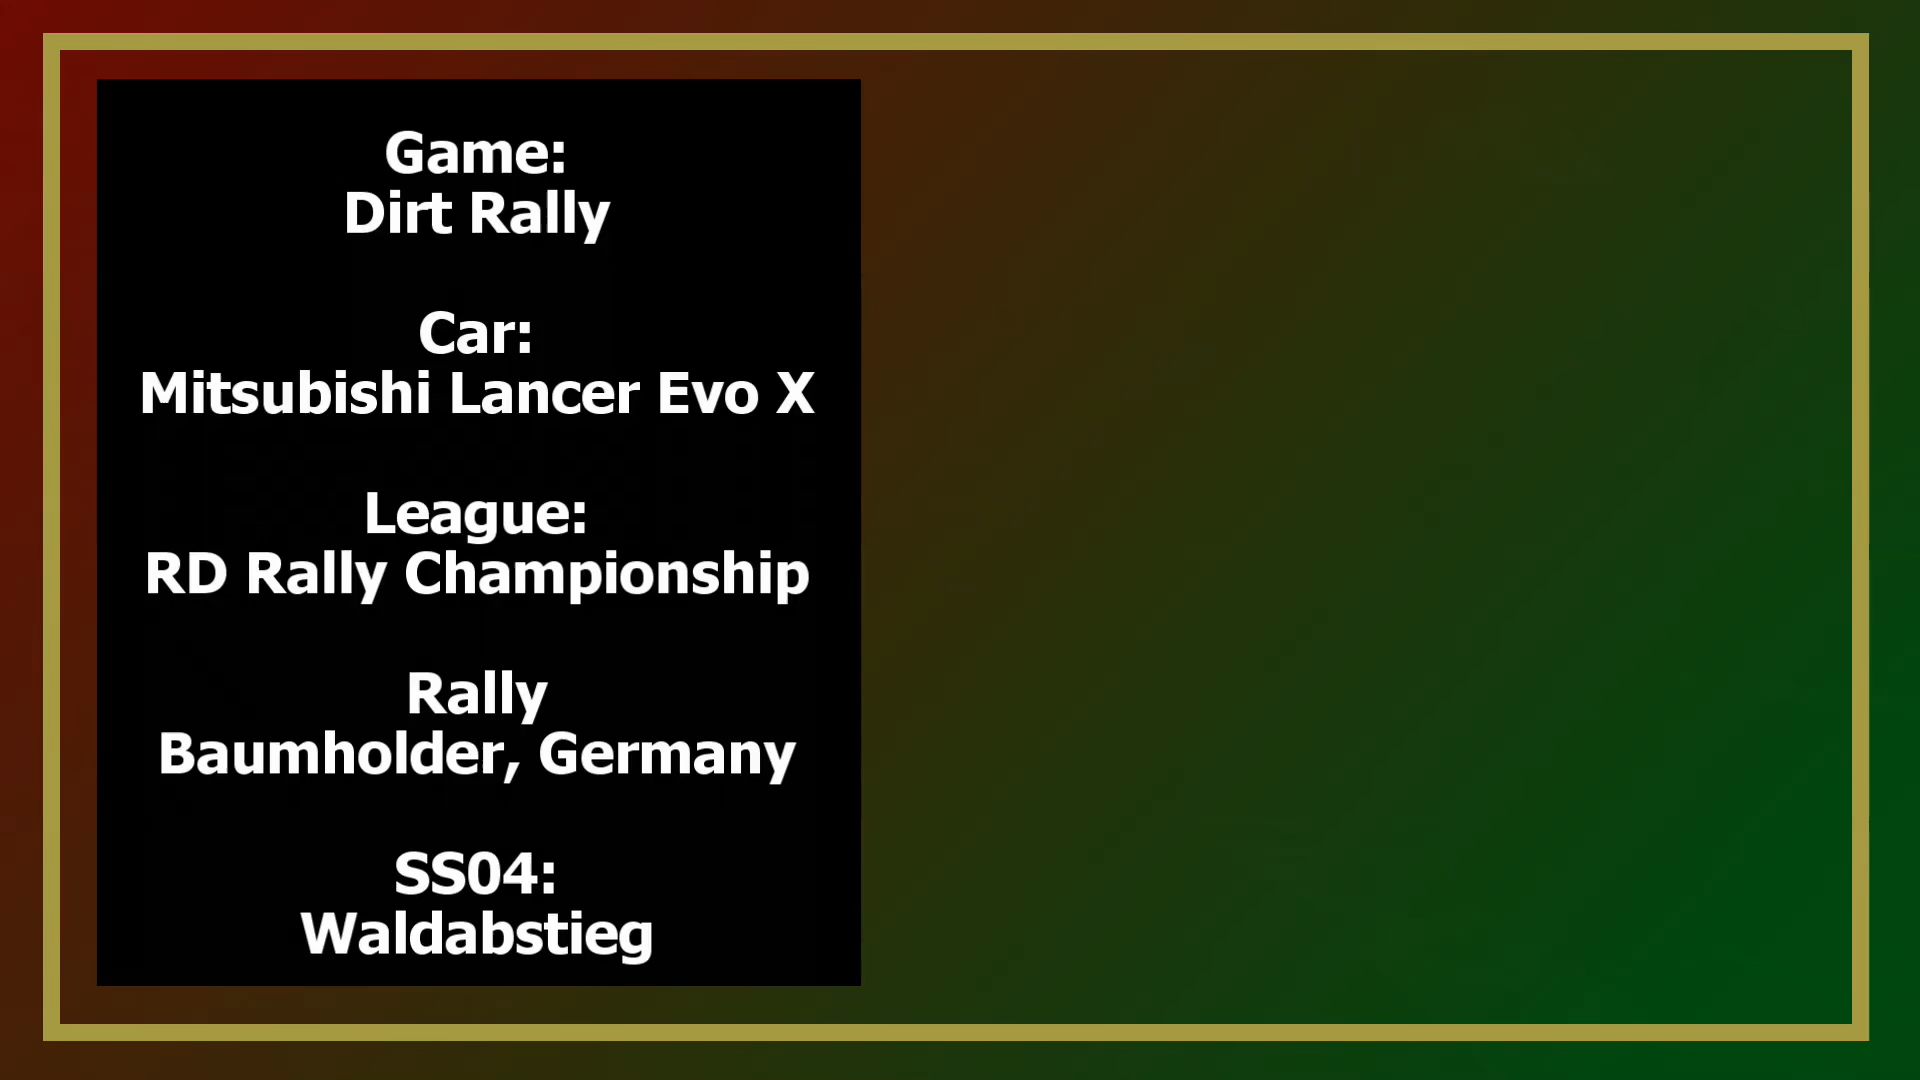 Game:
Dirt Rally
Car:
Mitsubishi Lancer Evo X
League:
RD Rally Championship
Rally
Baumholder, Germany
SS04:
Waldabstieg